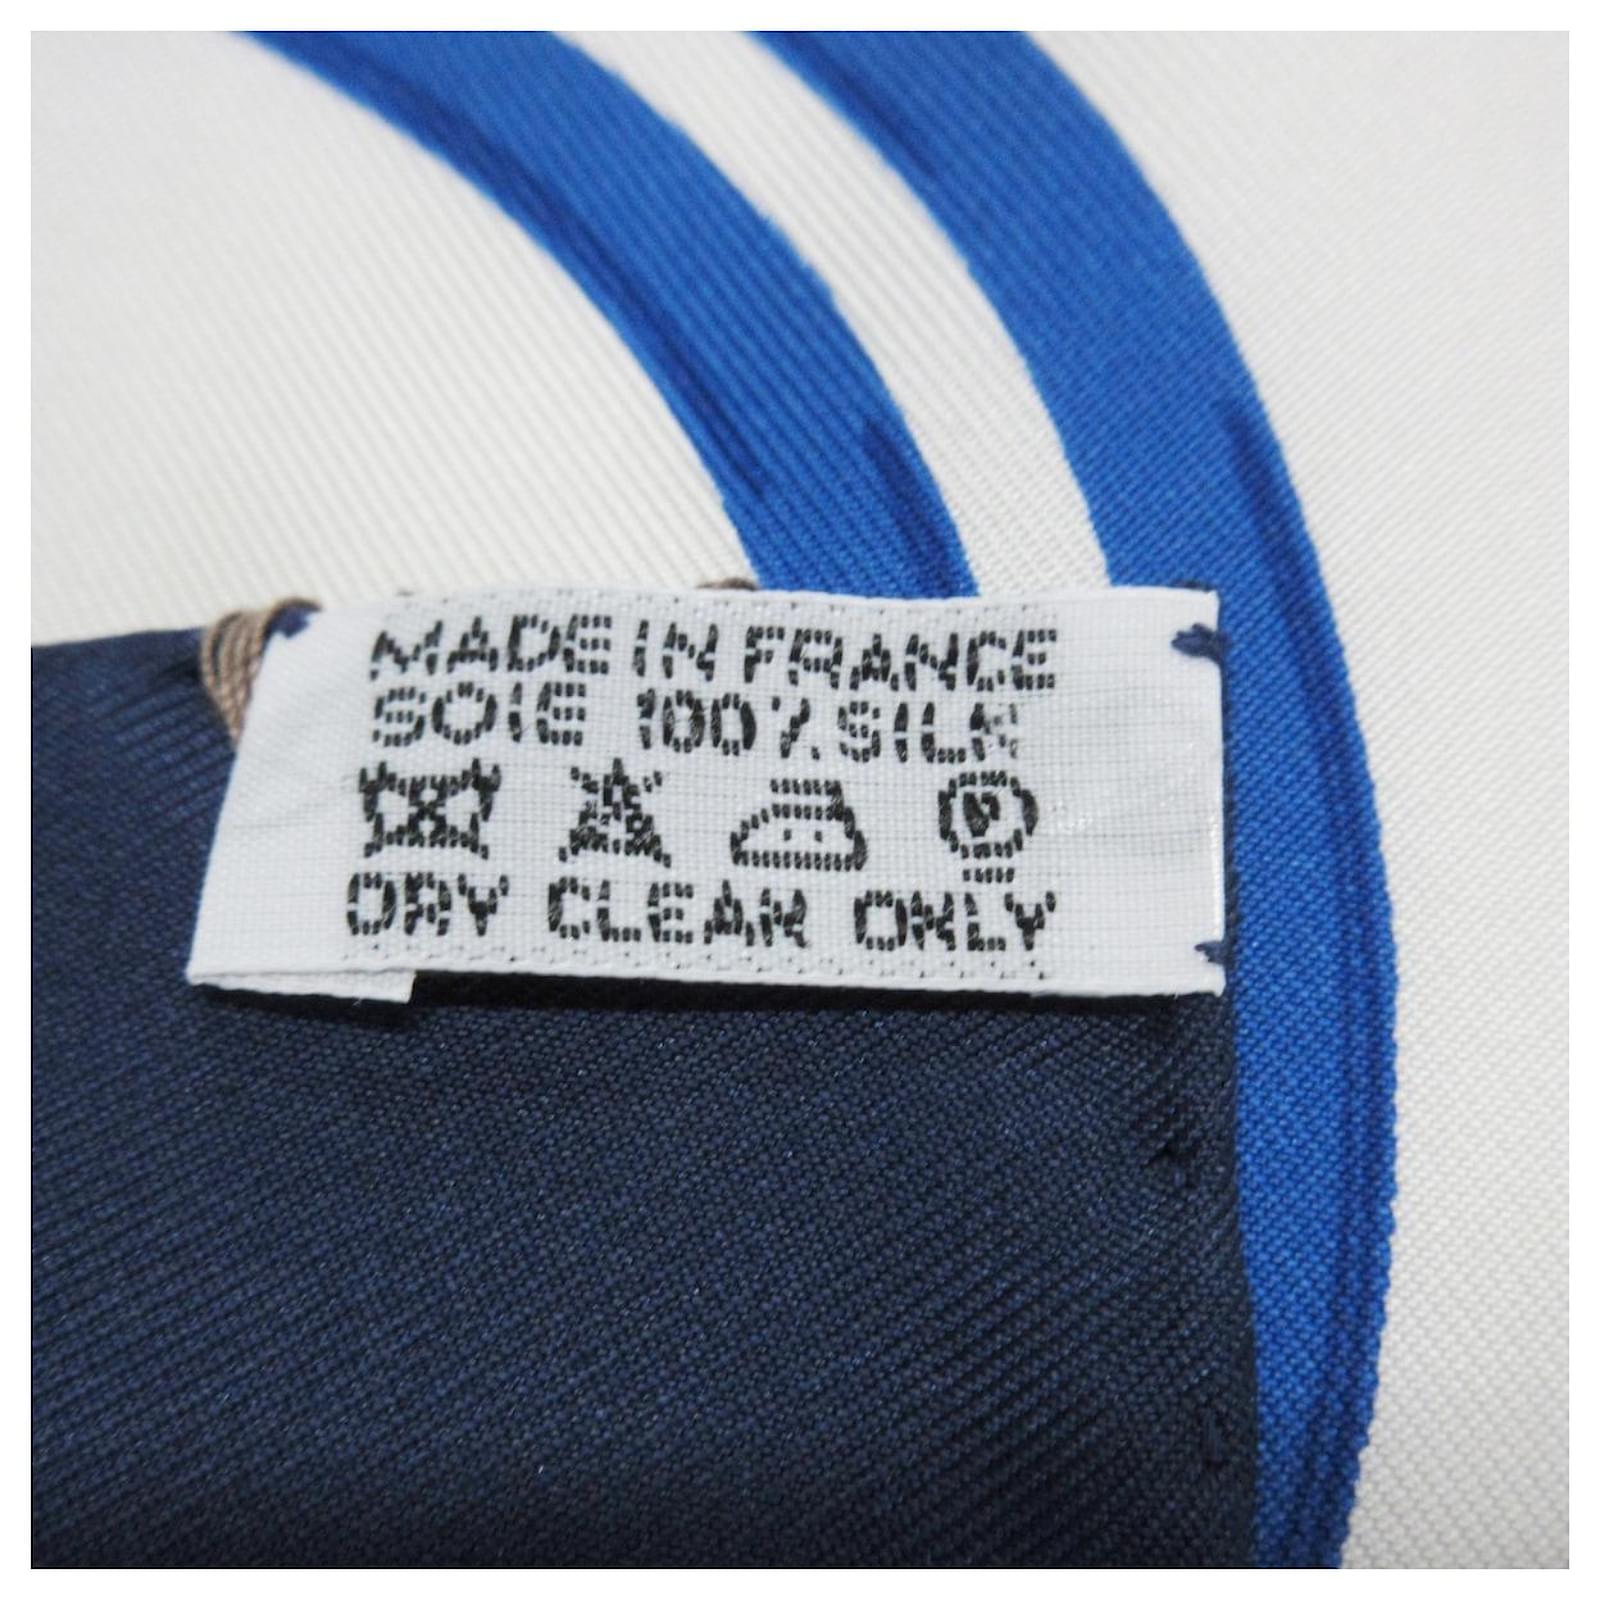 MADE IN FRANCE
SOIE 100% SILK
P
DRY CLEAN ONLY